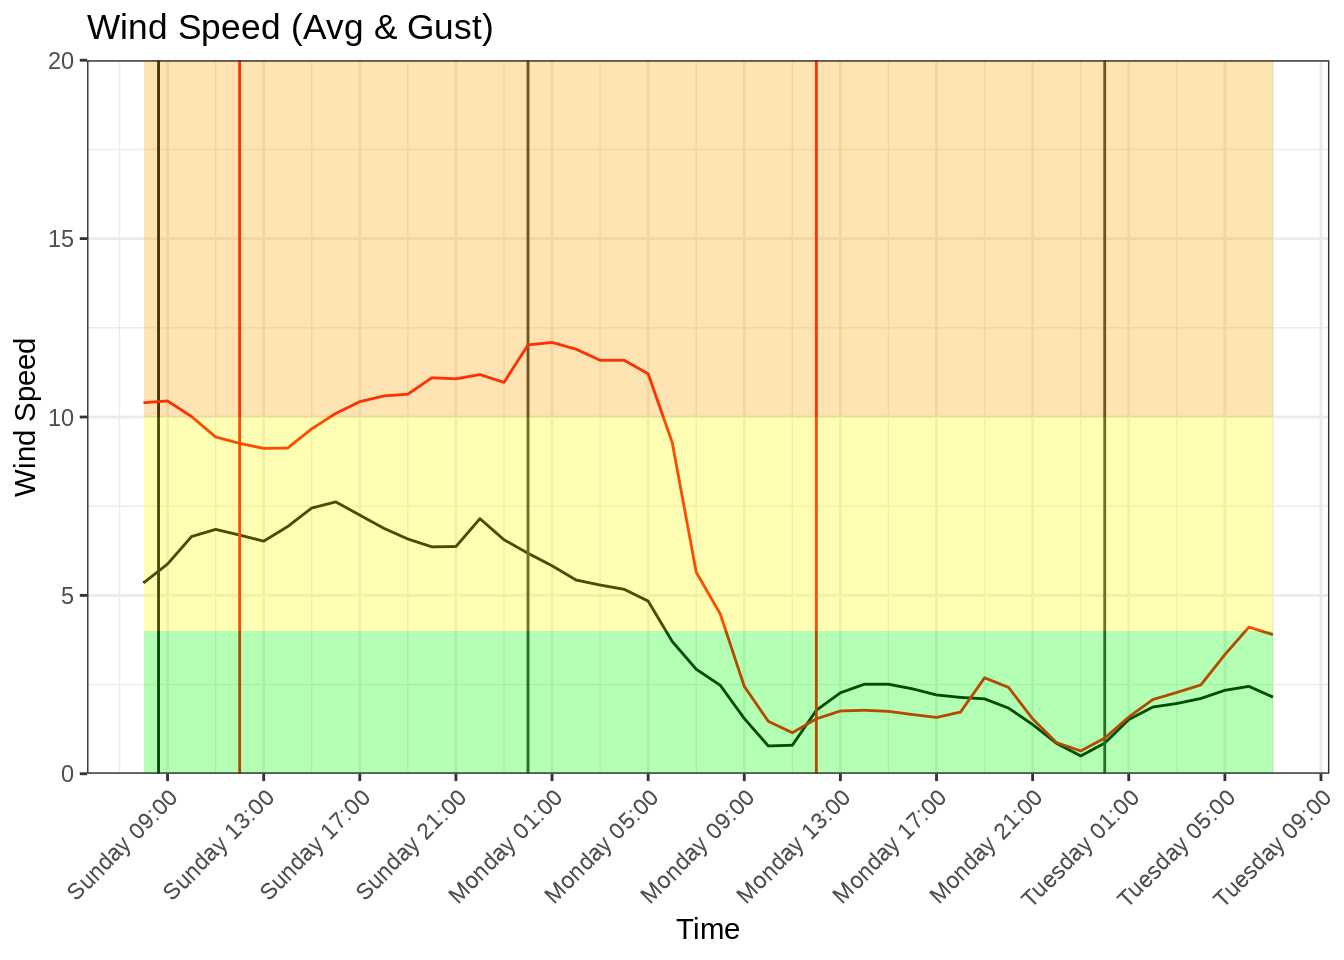 Wind Speed (Avg & Gust)
20
15
10
5
0
Wind Speed
Sunday 09:00
Sunday 13:00
Sunday 17:00
Sunday 21:00
Monday 01:00
Monday 05:00
Monday 09:00
Monday 13:00
Monday 17:00
Monday 21:00
Tuesday 01:00
Tuesday 05:00
Tuesday 09:00
Time